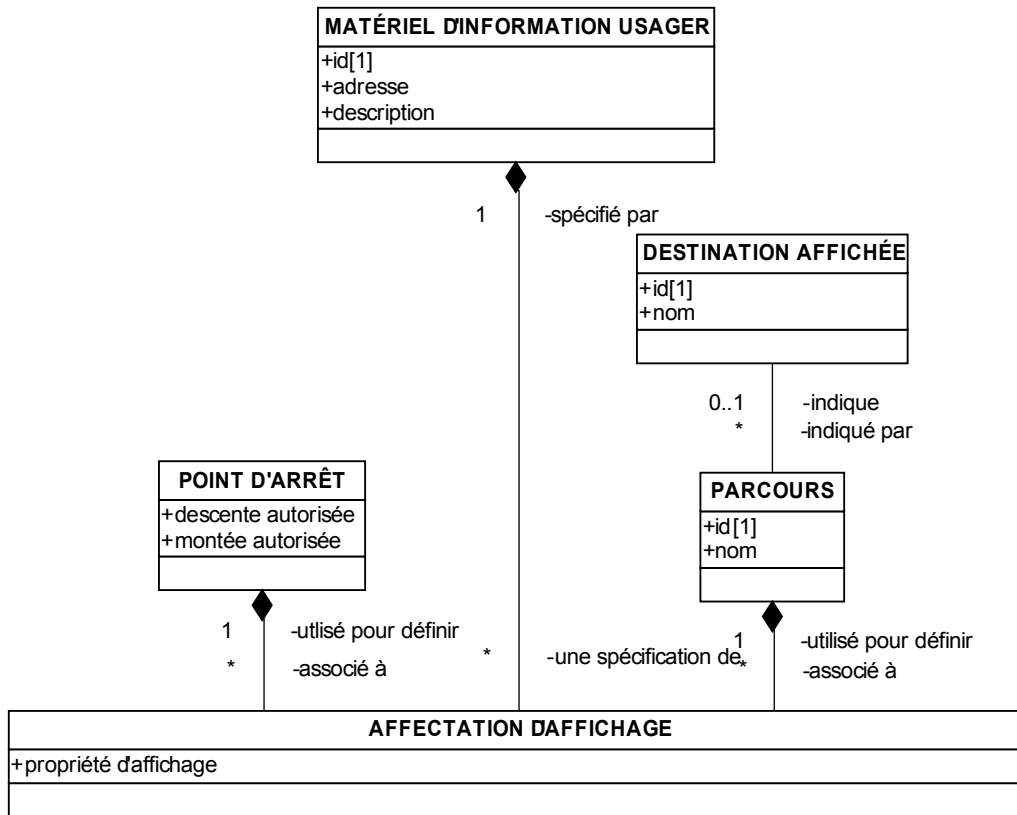 MATÉRIEL D'INFORMATION USAGER
+id[1]
+adresse
+description
1
-spécifié par
DESTINATION AFFICHÉE
+id[1]
+nom
0..1
-indique
*
-indiqué par
POINT D'ARRÊT
+descente autorisée
+montée autorisée
PARCOURS
+id[1]
+nom
1
-utlisé pour définir
*
-associé à
*
-une spécification de
1
-utilisé pour définir
*
-associé à
AFFECTATION D'AFFICHAGE
+propriété d'affichage